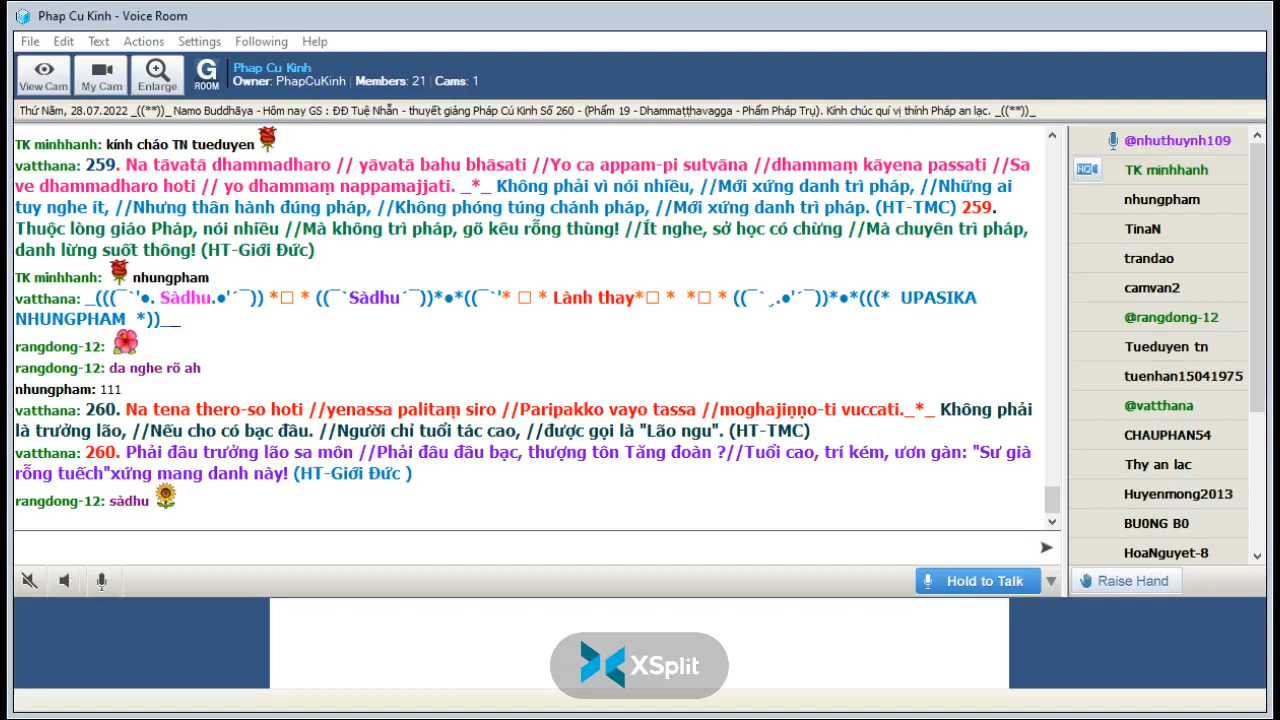 Phap Cu Kinh - Voice Room
File Edit Text Actions Settings Following Help
View Cam My Cam Enlarge G ROOM
Phap Cu Kinh
Owner: PhapCuKinh | Members: 21 | Cams: 1
Thứ Năm, 28.07.2022 _((**))_ Namo Buddhāya - Hôm nay GS : ĐĐ Tuệ Nhẫn - thuyết giảng Pháp Cú Kinh Số 260 - (Phẩm 19 - Dhammaṭṭhavagga - Phẩm Pháp Trụ). Kính chúc quí vị thính Pháp an lạc. _((**))_
TK minhhanh: kính cháo TN tueduyen
vatthana: 259. Na tāvatā dhammadharo // yāvatā bahu bhāsati //Yo ca appam-pi sutvāna //dhammaṃ kāyena passati //Sa
ve dhammadharo hoti // yo dhammaṃ nappamajjati. _*_ Không phải vì nói nhiều, //Mới xứng danh trì pháp, //Những ai
tuy nghe ít, //Nhưng thân hành đúng pháp, //Không phóng túng chánh pháp, //Mới xứng danh trì pháp. (HT-TMC) 259.
Thuộc lòng giáo Pháp, nói nhiều //Mà không trì pháp, gõ kêu rỗng thùng! //Ít nghe, sở học có chừng //Mà chuyên trì pháp,
danh lừng suốt thông! (HT-Giới Đức)
TK minhhanh: nhungpham
vatthana: _(((¯`'●. Sàdhu.●'´¯)) *□ * ((¯`Sàdhu´¯))*●*((¯`'* □ * Lành thay*□ * *□ * ((¯`¸.●'´¯))*●*(((* UPASIKA
NHUNGPHAM *))__
rangdong-12:
rangdong-12: da nghe rõ ah
nhungpham: 111
vatthana: 260. Na tena thero-so hoti //yenassa palitaṃ siro //Paripakko vayo tassa //moghajiṇṇo-ti vuccati._*_ Không phải
là trưởng lão, //Nếu cho có bạc đầu. //Người chỉ tuổi tác cao, //được gọi là "Lão ngu". (HT-TMC)
vatthana: 260. Phải đâu trưởng lão sa môn //Phải đâu đầu bạc, thượng tôn Tăng đoàn ?//Tuổi cao, trí kém, ươn gàn: "Sư già
rỗng tuếch"xứng mang danh này! (HT-Giới Đức )
rangdong-12: sàdhu
@nhuthuynh109
HQ TK minhhanh
nhungpham
TinaN
trandao
camvan2
@rangdong-12
Tueduyen tn
tuenhan15041975
@vatthana
CHAUPHAN54
Thy an lac
Huyenmong2013
BU0NG B0
HoaNguyet-8
Hold to Talk
Raise Hand
XSplit